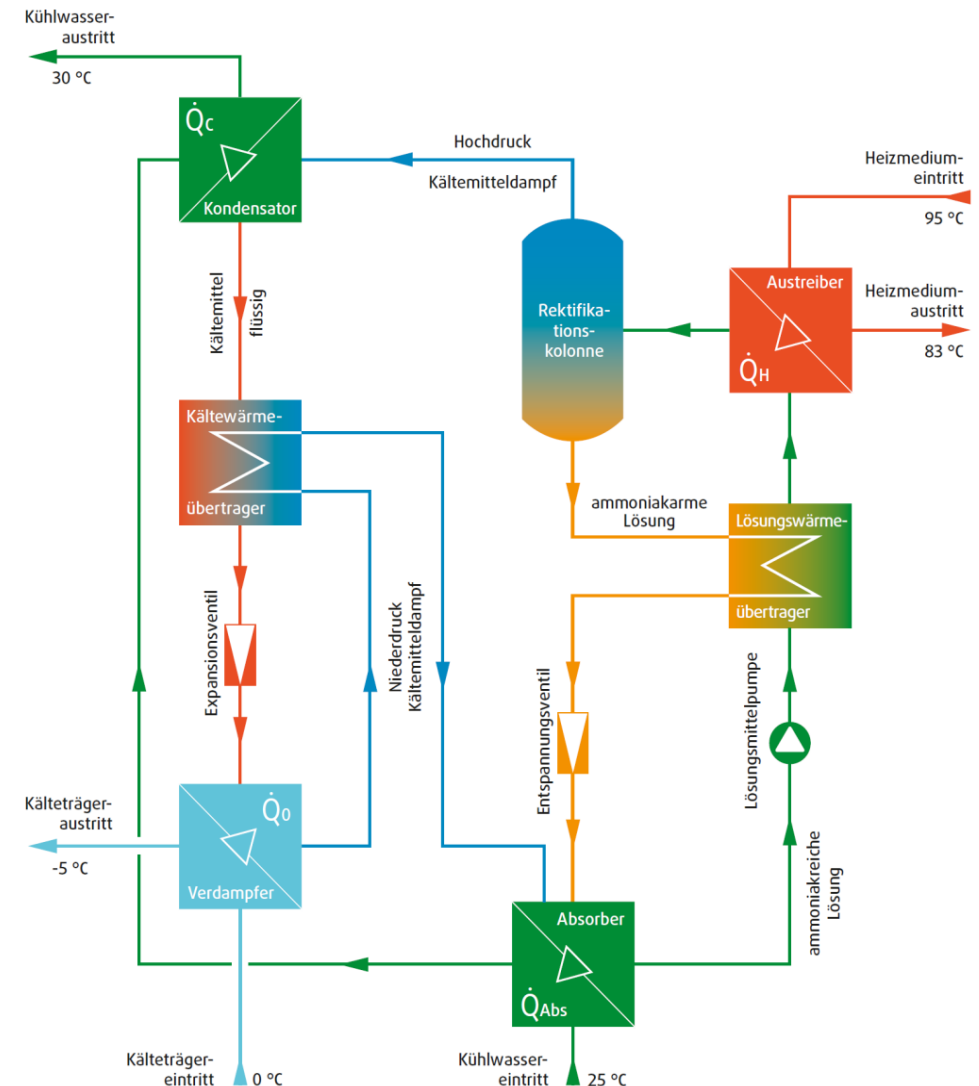 Kühlwasser-
austritt
30 °C
Q̇C
Kondensator
Hochdruck
Kältemitteldampf
Heizmedium-
eintritt
95 °C
Austreiber
Q̇H
Heizmedium-
austritt
83 °C
Rektifika-
tions-
kolonne
Kältemittel
flüssig
Kältewärme-
übertrager
ammoniakarme
Lösung
Lösungswärme-
übertrager
Expansionsventil
Niederdruck
Kältemitteldampf
Entspannungsventil
Lösungsmittelpumpe
Kälteträger-
austritt
-5 °C
Q̇0
Verdampfer
Absorber
Q̇Abs
ammoniakreiche
Lösung
Kälteträger-
eintritt
0 °C
Kühlwasser-
eintritt
25 °C